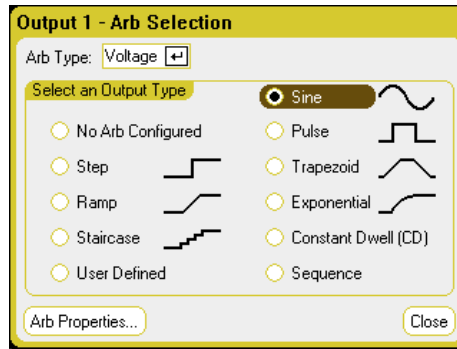 Output 1 - Arb Selection
Arb Type: Voltage
Select an Output Type
Sine
No Arb Configured
Pulse
Step
Trapezoid
Ramp
Exponential
Staircase
Constant Dwell (CD)
User Defined
Sequence
Arb Properties...
Close